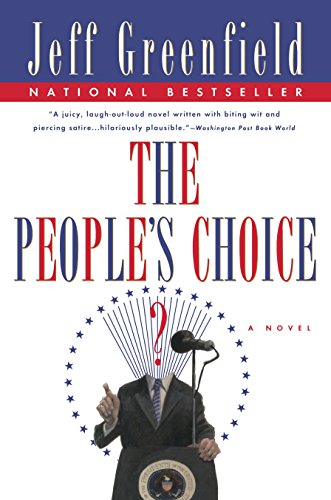 Jeff Greenfield
NATIONAL BESTSELLER
"A juicy, laugh-out-loud novel written with biting wit and
piercing satire...hilariously plausible."—Washington Post Book World
THE
PEOPLE'S CHOICE
?
A NOVEL